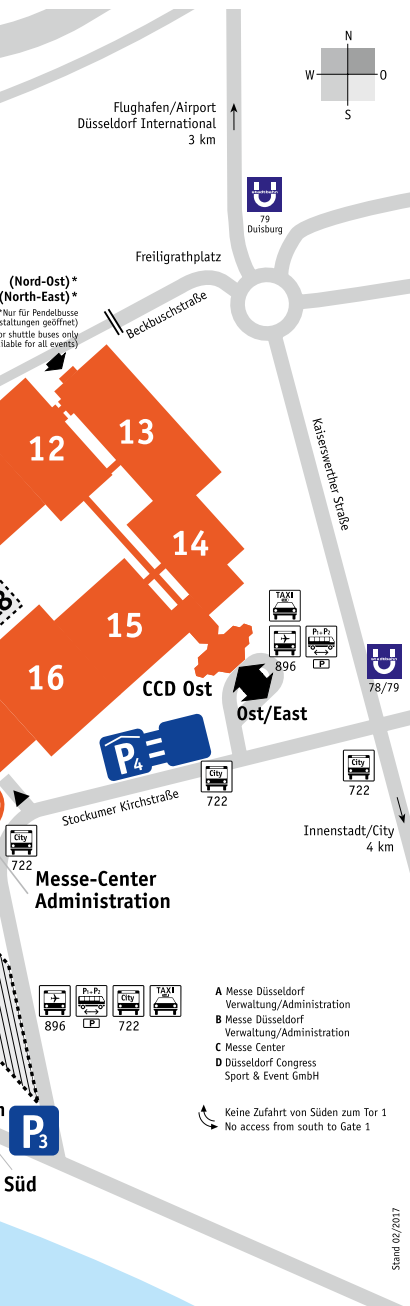 N
W
O
S
Flughafen/Airport
Düsseldorf International
3 km
79
Duisburg
Freiligrathplatz
(Nord-Ost)*
(North-East)*
*Nur für Pendelbusse
staltungen geöffnet)
or shuttle buses only
ilable for all events)
Beckbuschstraße
Kaiserswerther Straße
12
13
14
15
16
8
TAXI
P1↔P2
896
P
78/79
CCD Ost
Ost/East
P4
City
722
City
722
Stockumer Kirchstraße
Innenstadt/City
4 km
City
722
Messe-Center
Administration
P1↔P2
City
TAXI
896
P
722
A Messe Düsseldorf
Verwaltung/Administration
B Messe Düsseldorf
Verwaltung/Administration
C Messe Center
D Düsseldorf Congress
Sport & Event GmbH
Keine Zufahrt von Süden zum Tor 1
No access from south to Gate 1
P3
Süd
Stand 02/2017